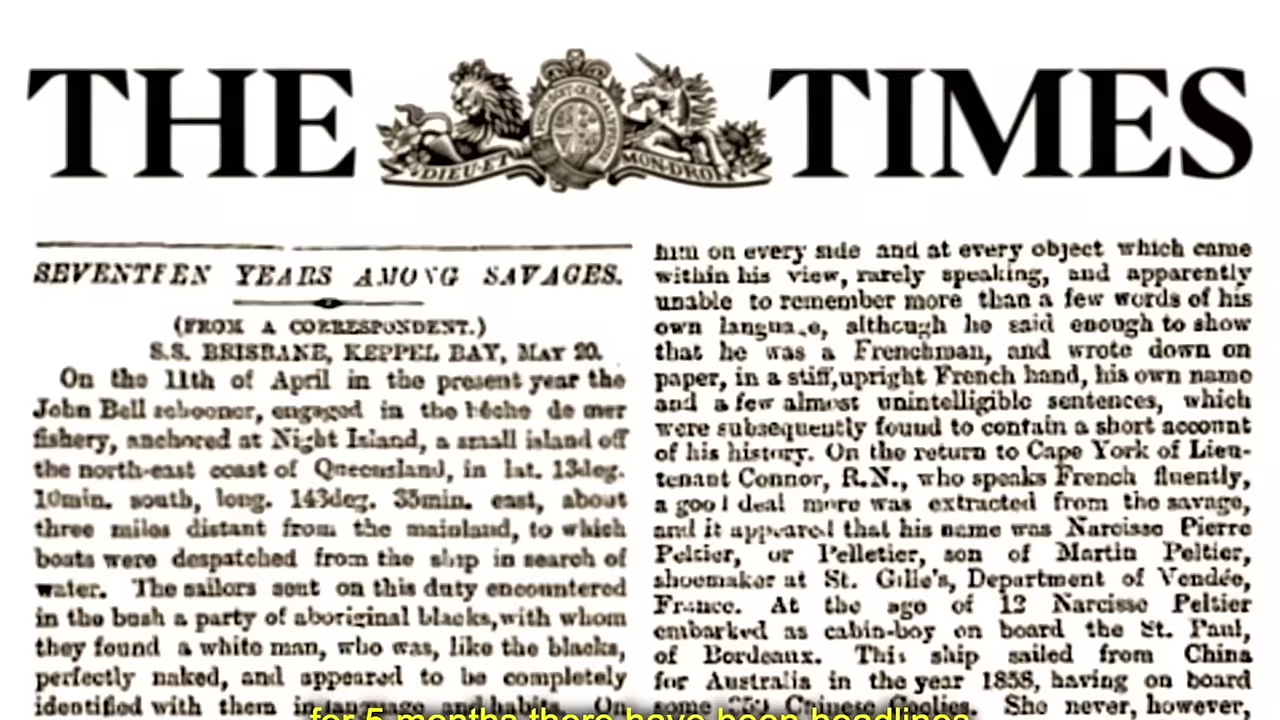 THE TIMES
DIEU ET MON DROI
SEVENTEEN YEARS AMONG SAVAGES.
(FROM A CORRESPONDENT.)
S.S. BRISBANE, KEPPEL BAY, MAY 20.
On the 11th of April in the present year the
John Bell schooner, engaged in the bêche de mer
fishery, anchored at Night Island, a small island off
the north-east coast of Queensland, in lat. 13deg.
10min. south, long. 143deg. 35min. east, about
three miles distant from the mainland, to which
boats were despatched from the ship in search of
water. The sailors sent on this duty encountered
in the bush a party of aboriginal blacks, with whom
they found a white man, who was, like the blacks,
perfectly naked, and appeared to be completely
identified with them in language and habits. On
him on every side and at every object which came
within his view, rarely speaking, and apparently
unable to remember more than a few words of his
own language, although he said enough to show
that he was a Frenchman, and wrote down on
paper, in a stiff, upright French hand, his own name
and a few almost unintelligible sentences, which
were subsequently found to contain a short account
of his history. On the return to Cape York of Lieu-
tenant Connor, R.N., who speaks French fluently,
a good deal more was extracted from the savage,
and it appeared that his name was Narcisse Pierre
Peltier, or Pelletier, son of Martin Peltier,
shoemaker at St. Gille's, Department of Vendée,
France. At the age of 12 Narcisse Peltier
embarked as cabin-boy on board the St. Paul,
of Bordeaux. This ship sailed from China
for Australia in the year 1858, having on board
some Chinese Coolies. She never, however,
for 5 months there have been headlines